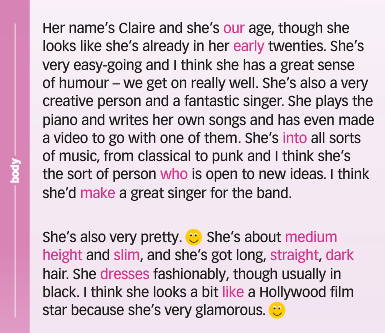 Her name's Claire and she's our age, though she
looks like she's already in her early twenties. She's
very easy-going and I think she has a great sense
of humour – we get on really well. She's also a very
creative person and a fantastic singer. She plays the
piano and writes her own songs and has even made
a video to go with one of them. She's into all sorts
of music, from classical to punk and I think she's
the sort of person who is open to new ideas. I think
she'd make a great singer for the band.
body
She's also very pretty. 🙂 She's about medium
height and slim, and she's got long, straight, dark
hair. She dresses fashionably, though usually in
black. I think she looks a bit like a Hollywood film
star because she's very glamorous. 🙂